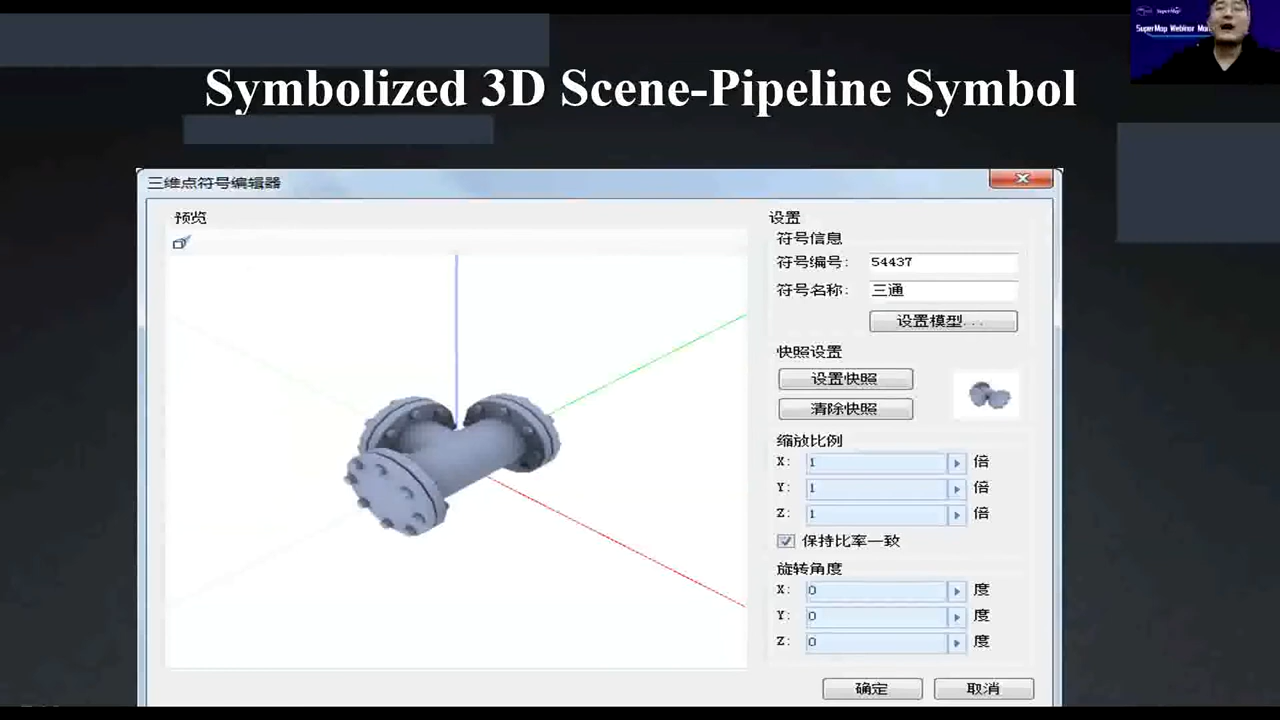 SuperMap
SuperMap Webinar
Symbolized 3D Scene-Pipeline Symbol
三维点符号编辑器
预览
设置
符号信息
符号编号: 54437
符号名称: 三通
设置模型...
快照设置
设置快照
清除快照
缩放比例
X: 1 倍
Y: 1 倍
Z: 1 倍
保持比率一致
旋转角度
X: 0 度
Y: 0 度
Z: 0 度
确定 取消